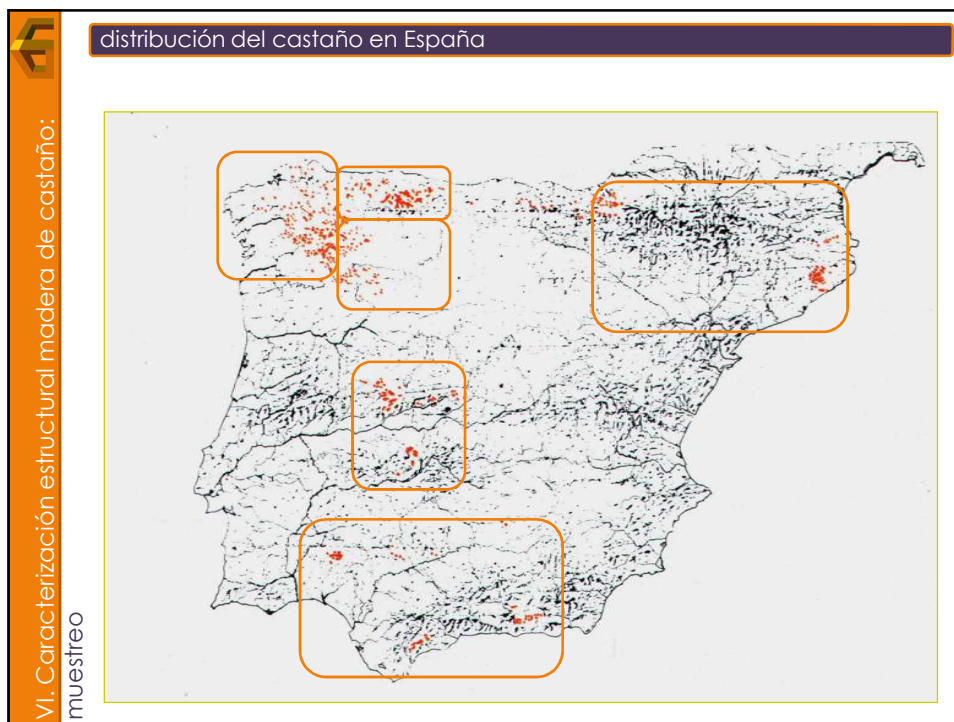 distribución del castaño en España
VI. Caracterización estructural madera de castaño:
muestreo